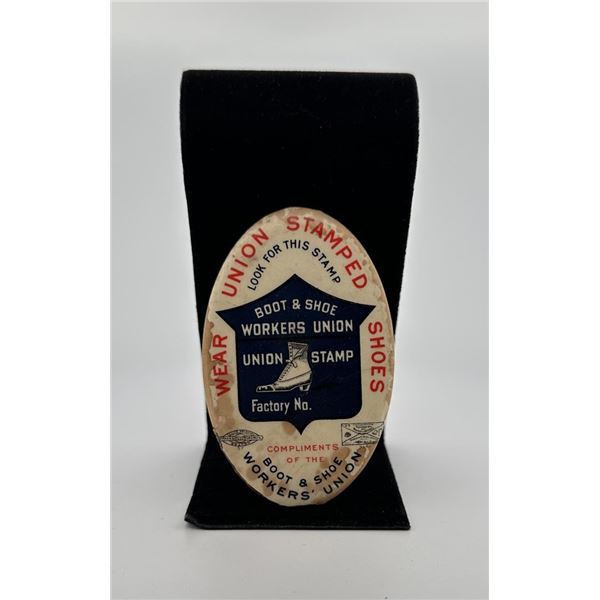 WEAR UNION STAMPED SHOES
LOOK FOR THIS STAMP
BOOT & SHOE
WORKERS UNION
UNION STAMP
Factory No.
COMPLIMENTS
OF THE
BOOT & SHOE
WORKERS' UNION